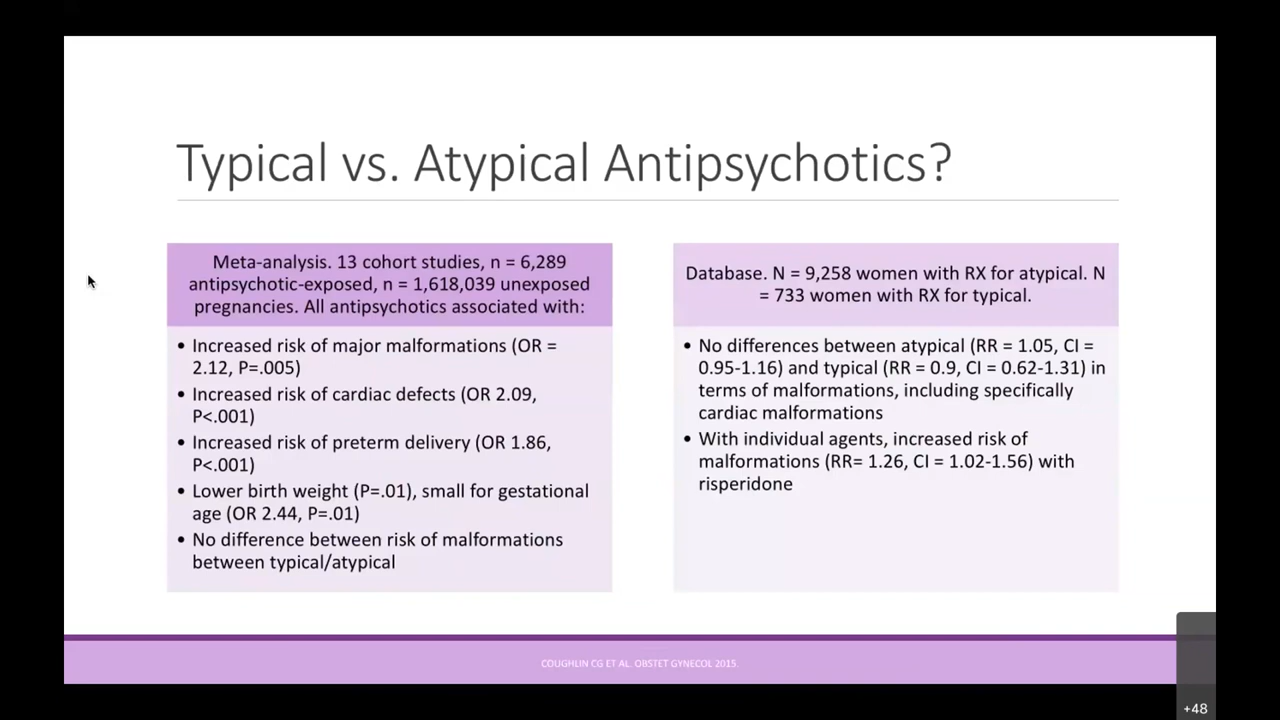 Typical vs. Atypical Antipsychotics?
Meta-analysis. 13 cohort studies, n = 6,289
antipsychotic-exposed, n = 1,618,039 unexposed
pregnancies. All antipsychotics associated with:
• Increased risk of major malformations (OR =
2.12, P=.005)
• Increased risk of cardiac defects (OR 2.09,
P<.001)
• Increased risk of preterm delivery (OR 1.86,
P<.001)
• Lower birth weight (P=.01), small for gestational
age (OR 2.44, P=.01)
• No difference between risk of malformations
between typical/atypical
Database. N = 9,258 women with RX for atypical. N
= 733 women with RX for typical.
• No differences between atypical (RR = 1.05, CI =
0.95-1.16) and typical (RR = 0.9, CI = 0.62-1.31) in
terms of malformations, including specifically
cardiac malformations
• With individual agents, increased risk of
malformations (RR= 1.26, CI = 1.02-1.56) with
risperidone
COUGHLIN CG ET AL. OBSTET GYNECOL 2015.
+48